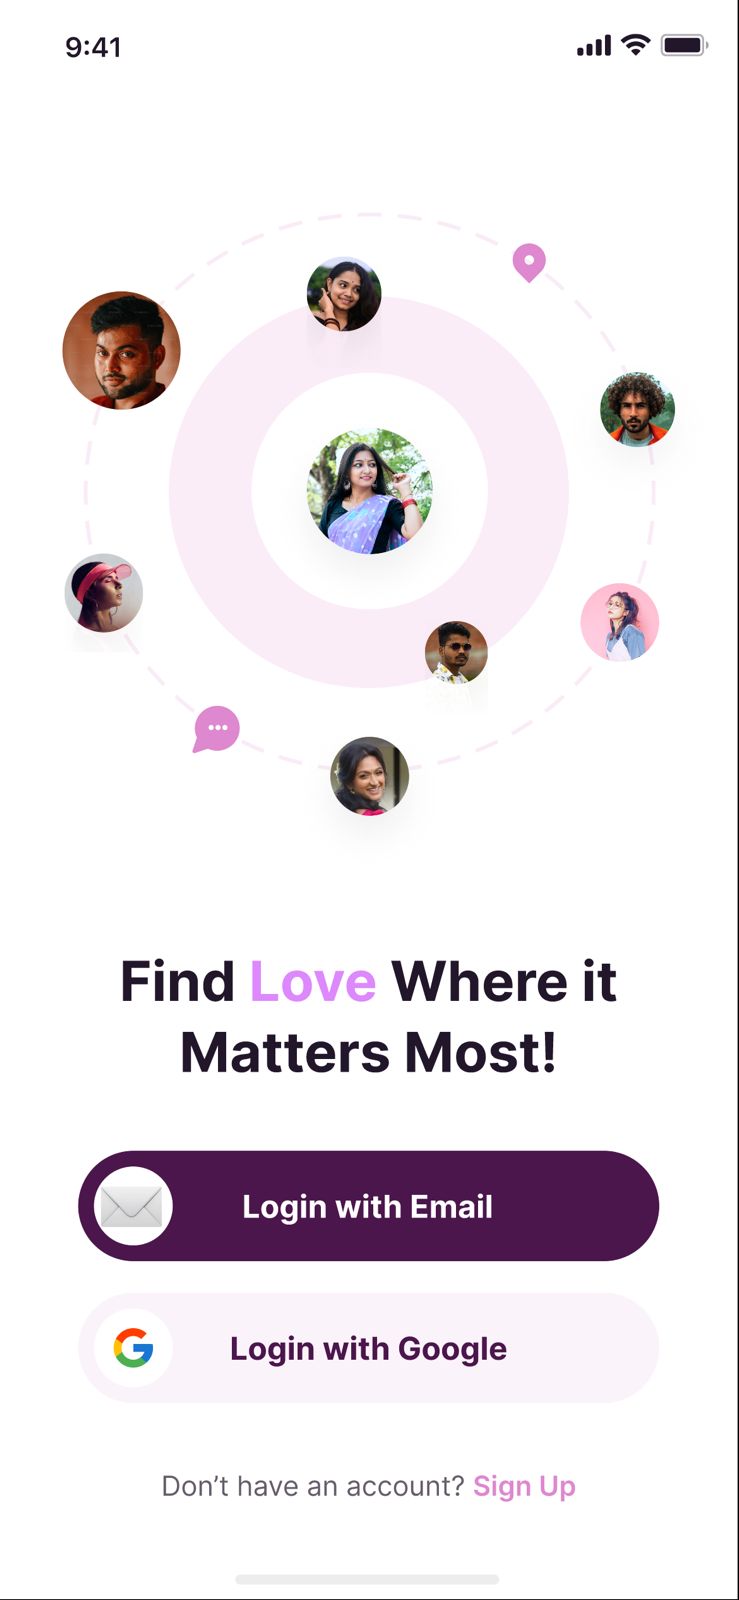 9:41
Find Love Where it
Matters Most!
Login with Email
Login with Google
Don’t have an account? Sign Up